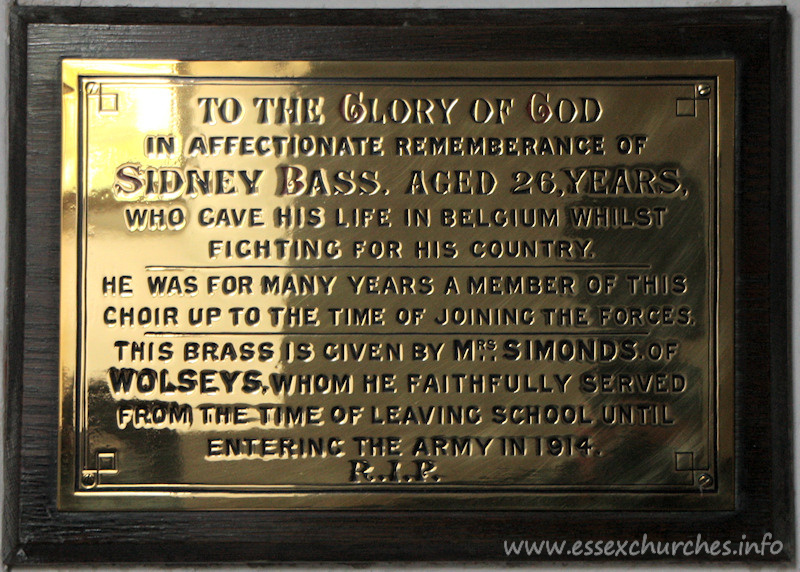 TO THE GLORY OF GOD
IN AFFECTIONATE REMEMBERANCE OF
SIDNEY BASS. AGED 26, YEARS,
WHO GAVE HIS LIFE IN BELGIUM WHILST
FIGHTING FOR HIS COUNTRY.
HE WAS FOR MANY YEARS A MEMBER OF THIS
CHOIR UP TO THE TIME OF JOINING THE FORCES.
THIS BRASS IS GIVEN BY MRS. SIMONDS. OF
WOLSEYS, WHOM HE FAITHFULLY SERVED
FROM THE TIME OF LEAVING SCHOOL UNTIL
ENTERING THE ARMY IN 1914.
R.I.P.
www.essexchurches.info